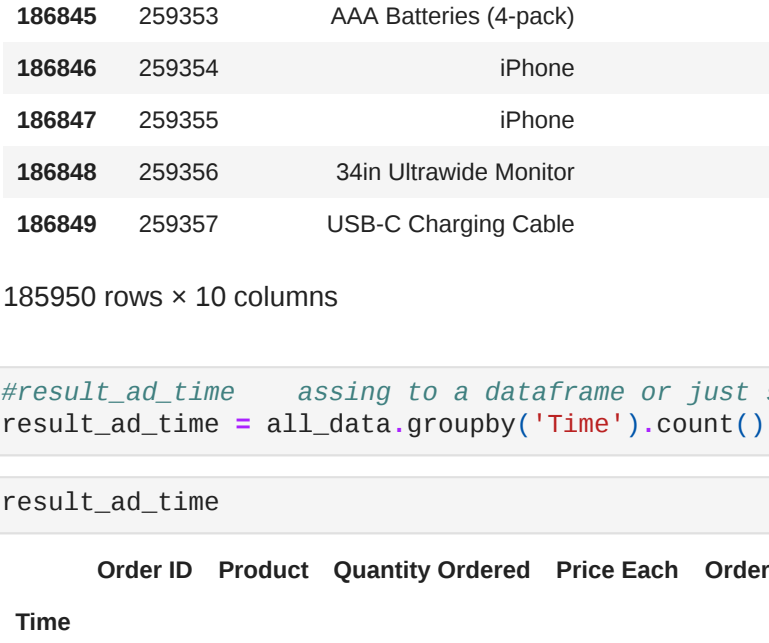 186845 259353 AAA Batteries (4-pack)
186846 259354 iPhone
186847 259355 iPhone
186848 259356 34in Ultrawide Monitor
186849 259357 USB-C Charging Cable
185950 rows × 10 columns
#result_ad_time    assing to a dataframe or just
result_ad_time = all_data.groupby('Time').count()
result_ad_time
Order ID Product Quantity Ordered Price Each Order
Time